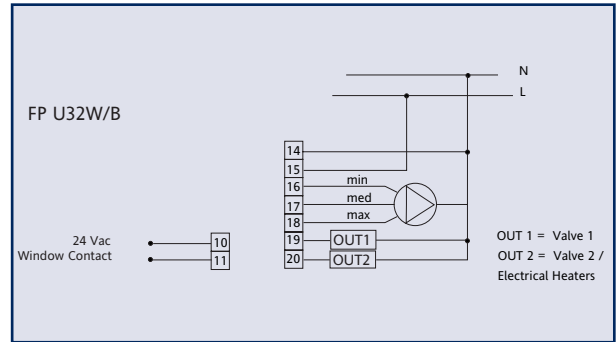 N
L
FP U32W/B
14
15
16 min
17 med
18 max
19 OUT1
20 OUT2
24 Vac 10
Window Contact 11
OUT 1 = Valve 1
OUT 2 = Valve 2 /
Electrical Heaters